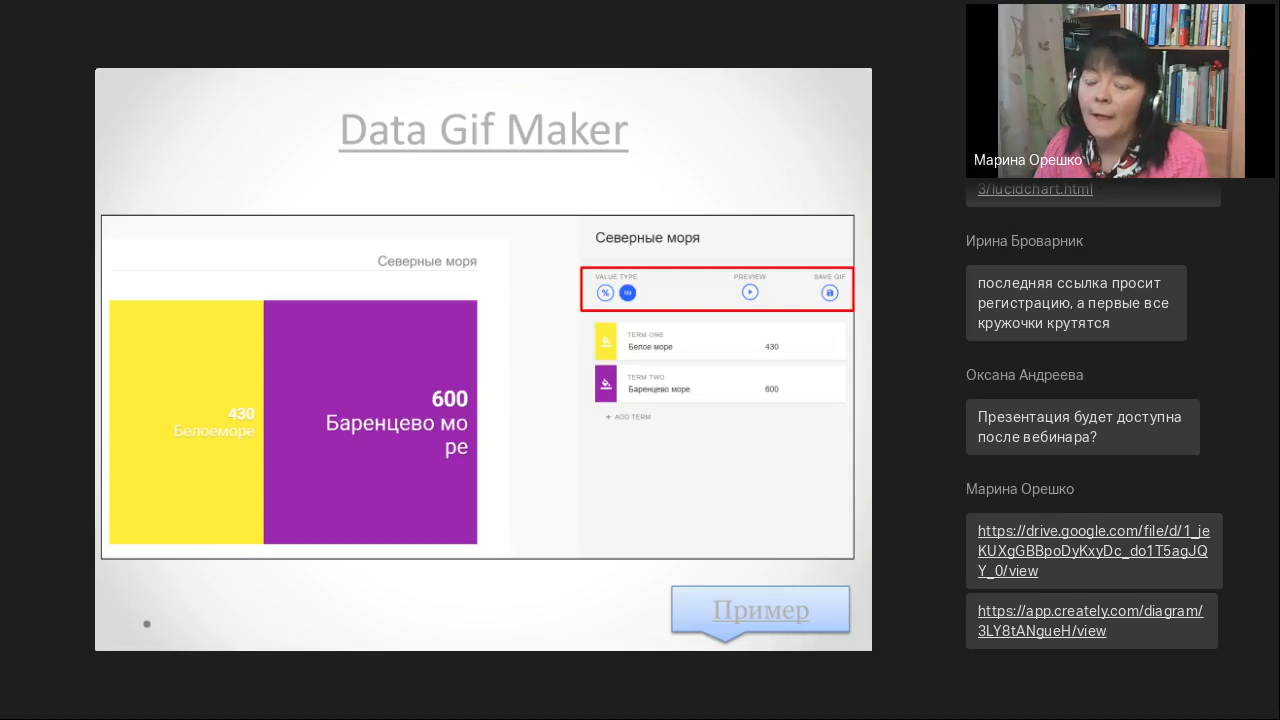 Data Gif Maker
Северные моря
430
Белоеморе
600
Баренцево мо
ре
Северные моря
VALUE TYPE
PREVIEW
SAVE GIF
%
123
TERM ONE
Белое море
430
TERM TWO
Баренцево море
600
+ ADD TERM
Пример
Марина Орешко
3/lucidchart.html
Ирина Броварник
последняя ссылка просит
регистрацию, а первые все
кружочки крутятся
Оксана Андреева
Презентация будет доступна
после вебинара?
Марина Орешко
https://drive.google.com/file/d/1_je
KUXgGBBpoDyKxyDc_do1T5agJQ
Y_0/view
https://app.creately.com/diagram/
3LY8tANgueH/view